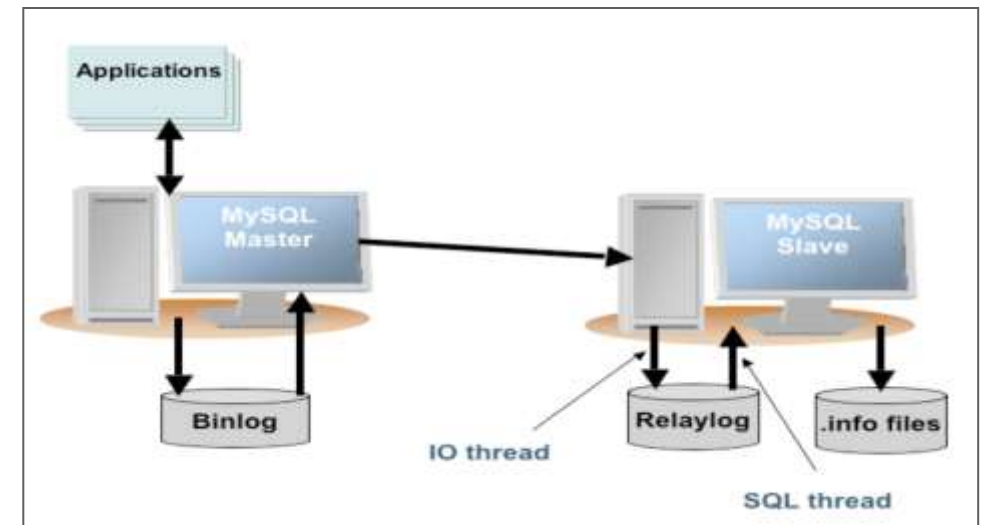 Applications
MySQL
Master
MySQL
Slave
Binlog
Relaylog
.info files
IO thread
SQL thread